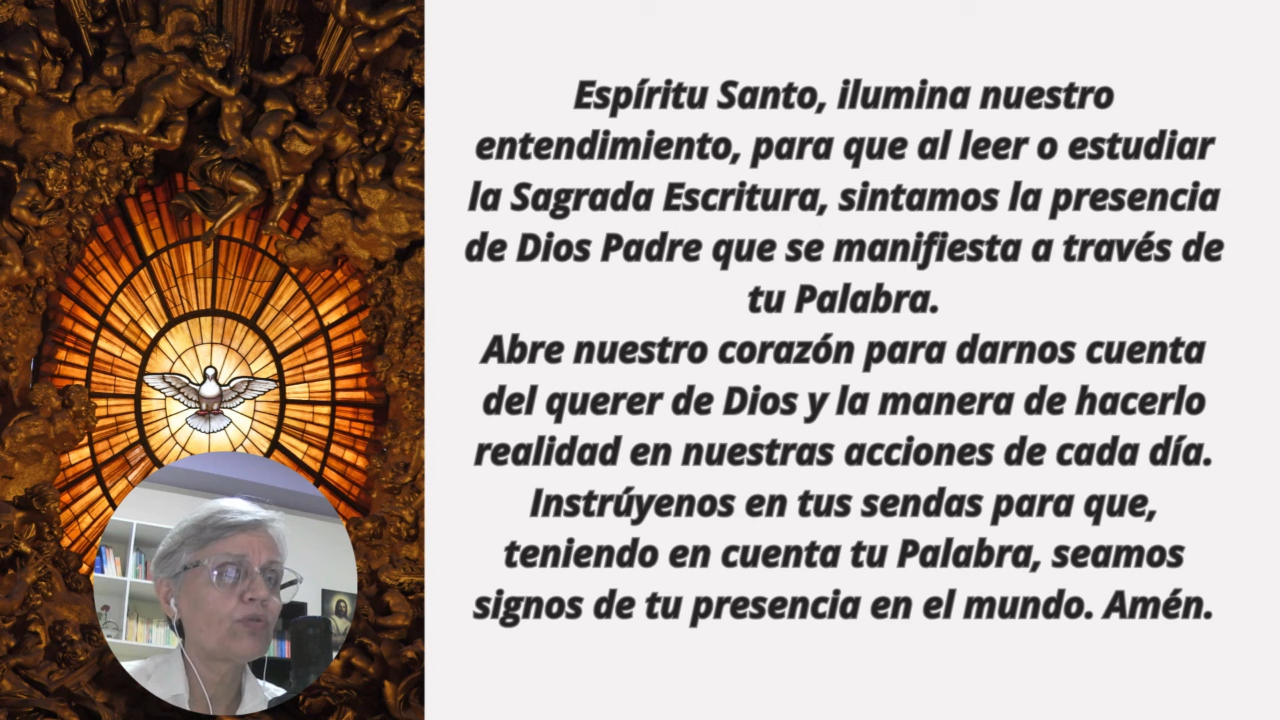 Espíritu Santo, ilumina nuestro
entendimiento, para que al leer o estudiar
la Sagrada Escritura, sintamos la presencia
de Dios Padre que se manifiesta a través de
tu Palabra.
Abre nuestro corazón para darnos cuenta
del querer de Dios y la manera de hacerlo
realidad en nuestras acciones de cada día.
Instrúyenos en tus sendas para que,
teniendo en cuenta tu Palabra, seamos
signos de tu presencia en el mundo. Amén.